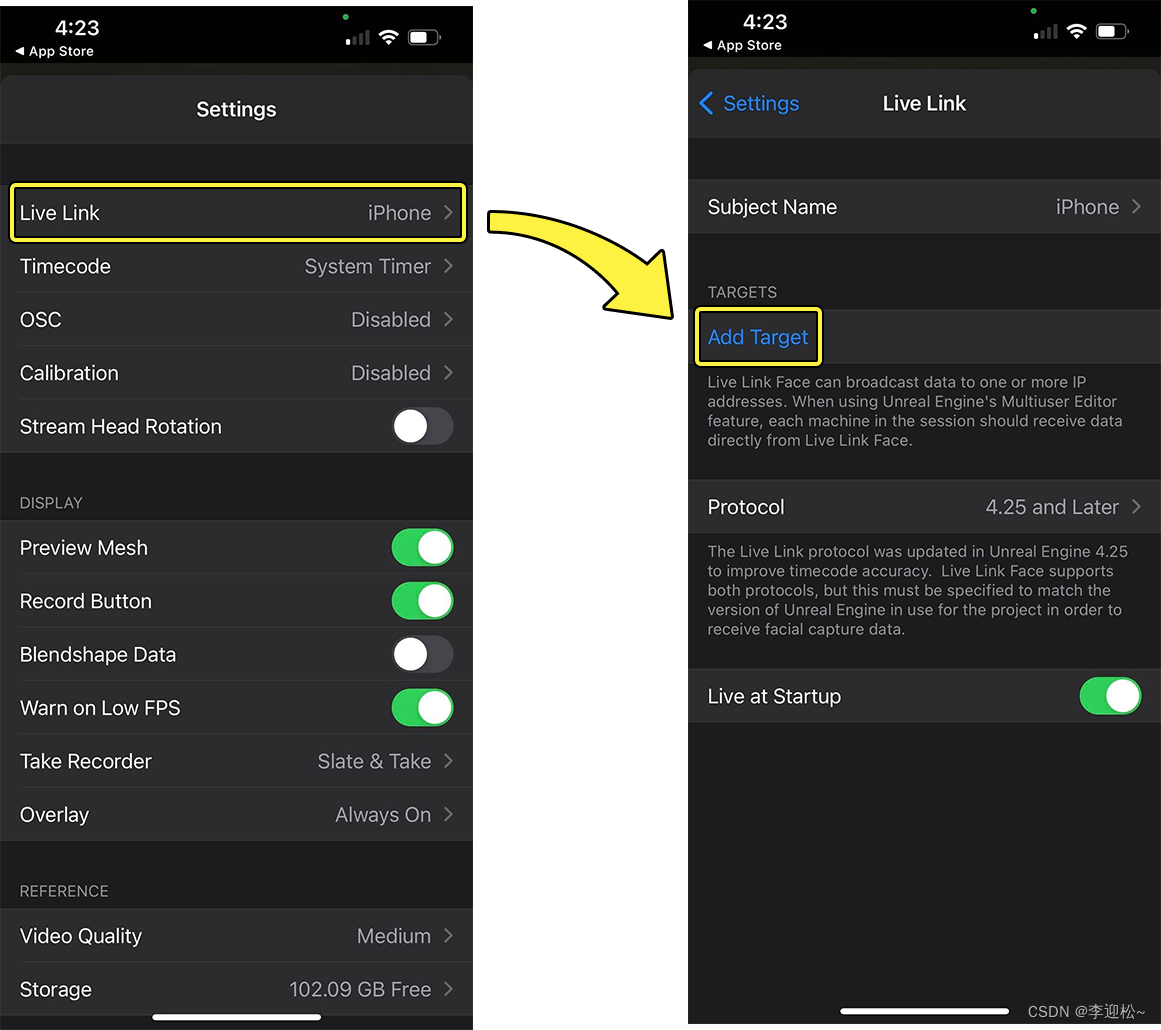 4:23
◀ App Store
Settings
Live Link iPhone
Timecode System Timer
OSC Disabled
Calibration Disabled
Stream Head Rotation
DISPLAY
Preview Mesh
Record Button
Blendshape Data
Warn on Low FPS
Take Recorder Slate & Take
Overlay Always On
REFERENCE
Video Quality Medium
Storage 102.09 GB Free
4:23
◀ App Store
Settings Live Link
Subject Name iPhone
TARGETS
Add Target
Live Link Face can broadcast data to one or more IP
addresses. When using Unreal Engine's Multiuser Editor
feature, each machine in the session should receive data
directly from Live Link Face.
Protocol 4.25 and Later
The Live Link protocol was updated in Unreal Engine 4.25
to improve timecode accuracy.  Live Link Face supports
both protocols, but this must be specified to match the
version of Unreal Engine in use for the project in order to
receive facial capture data.
Live at Startup
CSDN @李迎松~